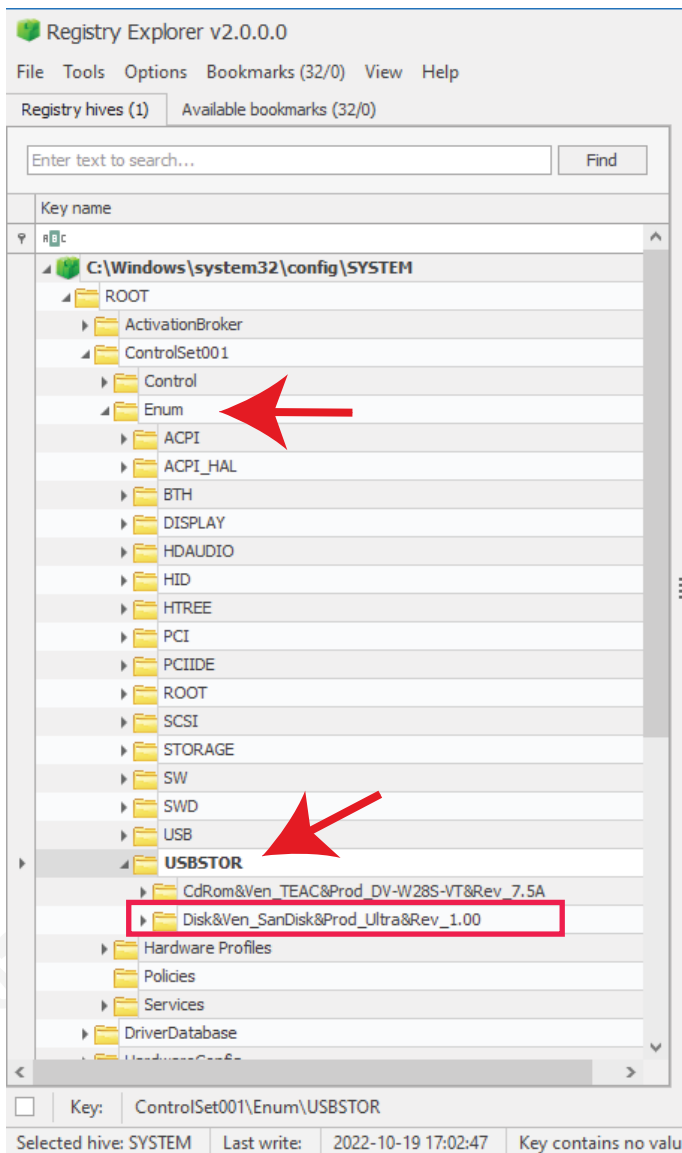 Registry Explorer v2.0.0.0
File Tools Options Bookmarks (32/0) View Help
Registry hives (1) Available bookmarks (32/0)
Enter text to search... Find
Key name
C:\Windows\system32\config\SYSTEM
ROOT
ActivationBroker
ControlSet001
Control
Enum
ACPI
ACPI_HAL
BTH
DISPLAY
HDAUDIO
HID
HTREE
PCI
PCIIDE
ROOT
SCSI
STORAGE
SW
SWD
USB
USBSTOR
CdRom&Ven_TEAC&Prod_DV-W28S-VT&Rev_7.5A
Disk&Ven_SanDisk&Prod_Ultra&Rev_1.00
Hardware Profiles
Policies
Services
DriverDatabase
Key: ControlSet001\Enum\USBSTOR
Selected hive: SYSTEM Last write: 2022-10-19 17:02:47 Key contains no valu